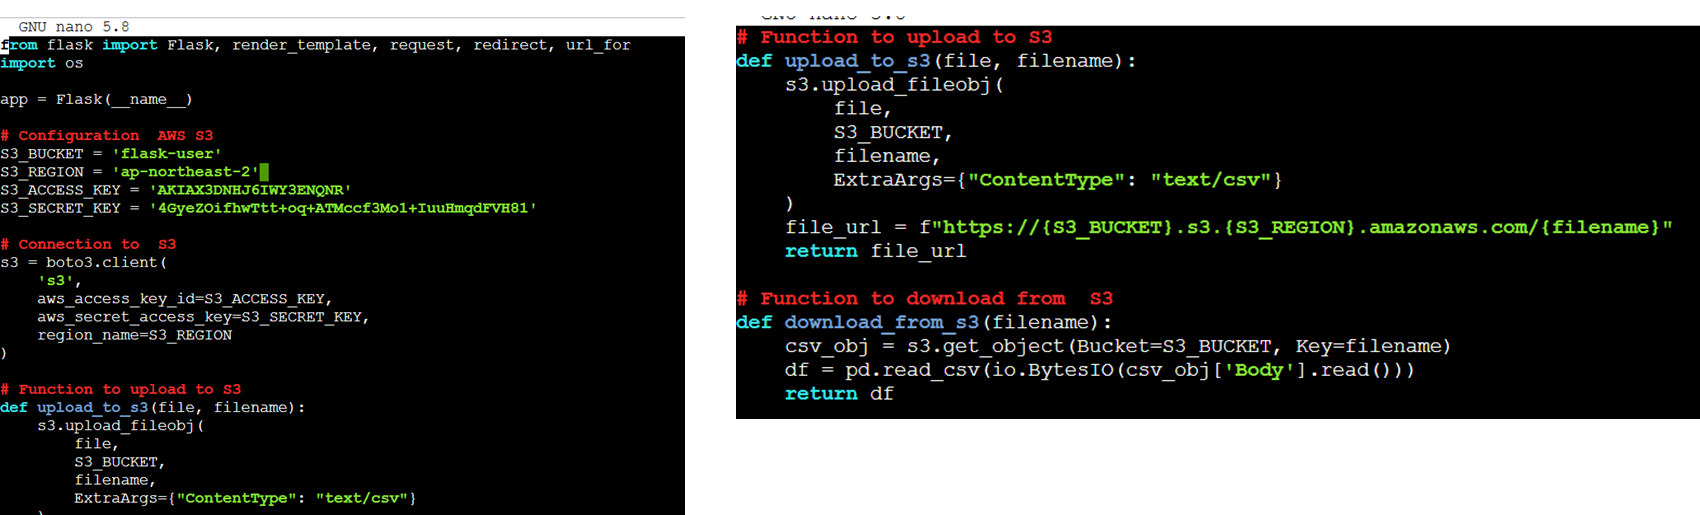 GNU nano 5.8
from flask import Flask, render_template, request, redirect, url_for
import os
app = Flask(__name__)
# Configuration  AWS S3
S3_BUCKET = 'flask-user'
S3_REGION = 'ap-northeast-2'
S3_ACCESS_KEY = 'AKIAX3DNHJ6IWY3ENQNR'
S3_SECRET_KEY = '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'
# Connection to  S3
s3 = boto3.client(
    's3',
    aws_access_key_id=S3_ACCESS_KEY,
    aws_secret_access_key=S3_SECRET_KEY,
    region_name=S3_REGION
)
# Function to upload to S3
def upload_to_s3(file, filename):
    s3.upload_fileobj(
        file,
        S3_BUCKET,
        filename,
        ExtraArgs={"ContentType": "text/csv"}
# Function to upload to S3
def upload_to_s3(file, filename):
    s3.upload_fileobj(
        file,
        S3_BUCKET,
        filename,
        ExtraArgs={"ContentType": "text/csv"}
    )
    file_url = f"https://{S3_BUCKET}.s3.{S3_REGION}.amazonaws.com/{filename}"
    return file_url
# Function to download from  S3
def download_from_s3(filename):
    csv_obj = s3.get_object(Bucket=S3_BUCKET, Key=filename)
    df = pd.read_csv(io.BytesIO(csv_obj['Body'].read()))
    return df